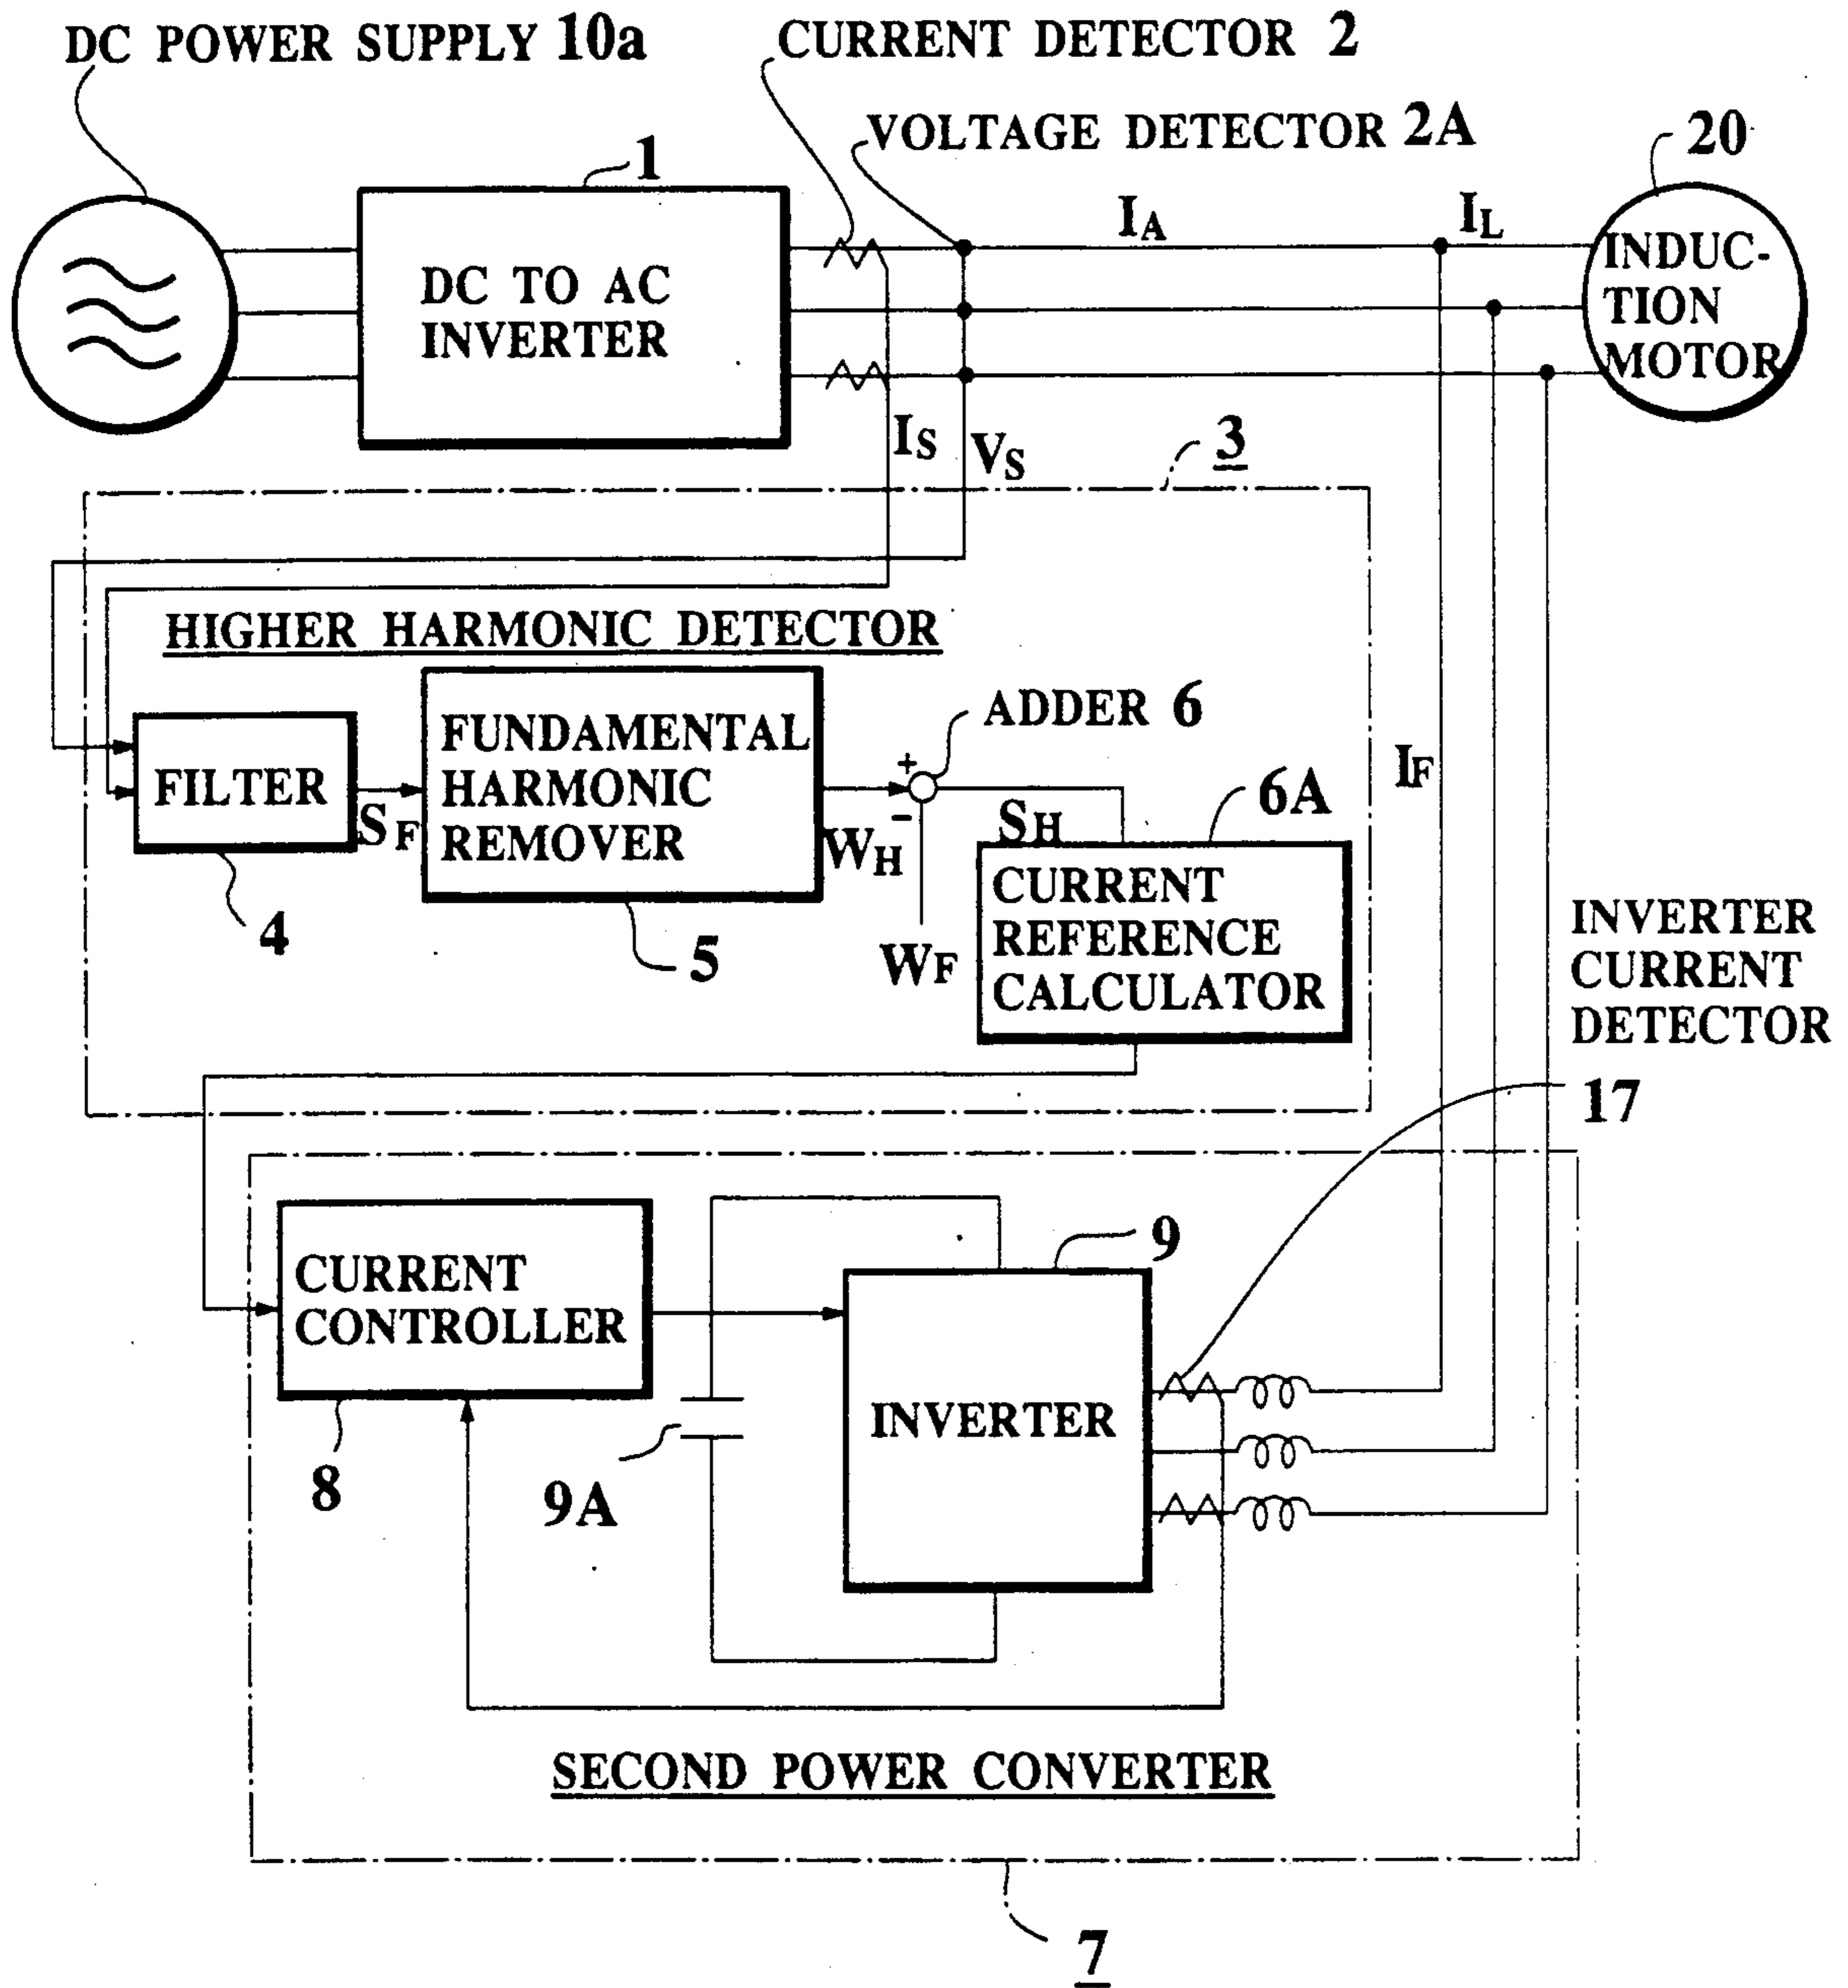 DC POWER SUPPLY 10a
CURRENT DETECTOR 2
VOLTAGE DETECTOR 2A
1
20
IA
IL
DC TO AC
INVERTER
INDUC-
TION
MOTOR
IS
VS
3
HIGHER HARMONIC DETECTOR
ADDER 6
FILTER
SF
FUNDAMENTAL
HARMONIC
REMOVER
+
-
WH
SH
6A
IF
4
5
WF
CURRENT
REFERENCE
CALCULATOR
INVERTER
CURRENT
DETECTOR
17
CURRENT
CONTROLLER
9
INVERTER
8
9A
SECOND POWER CONVERTER
7